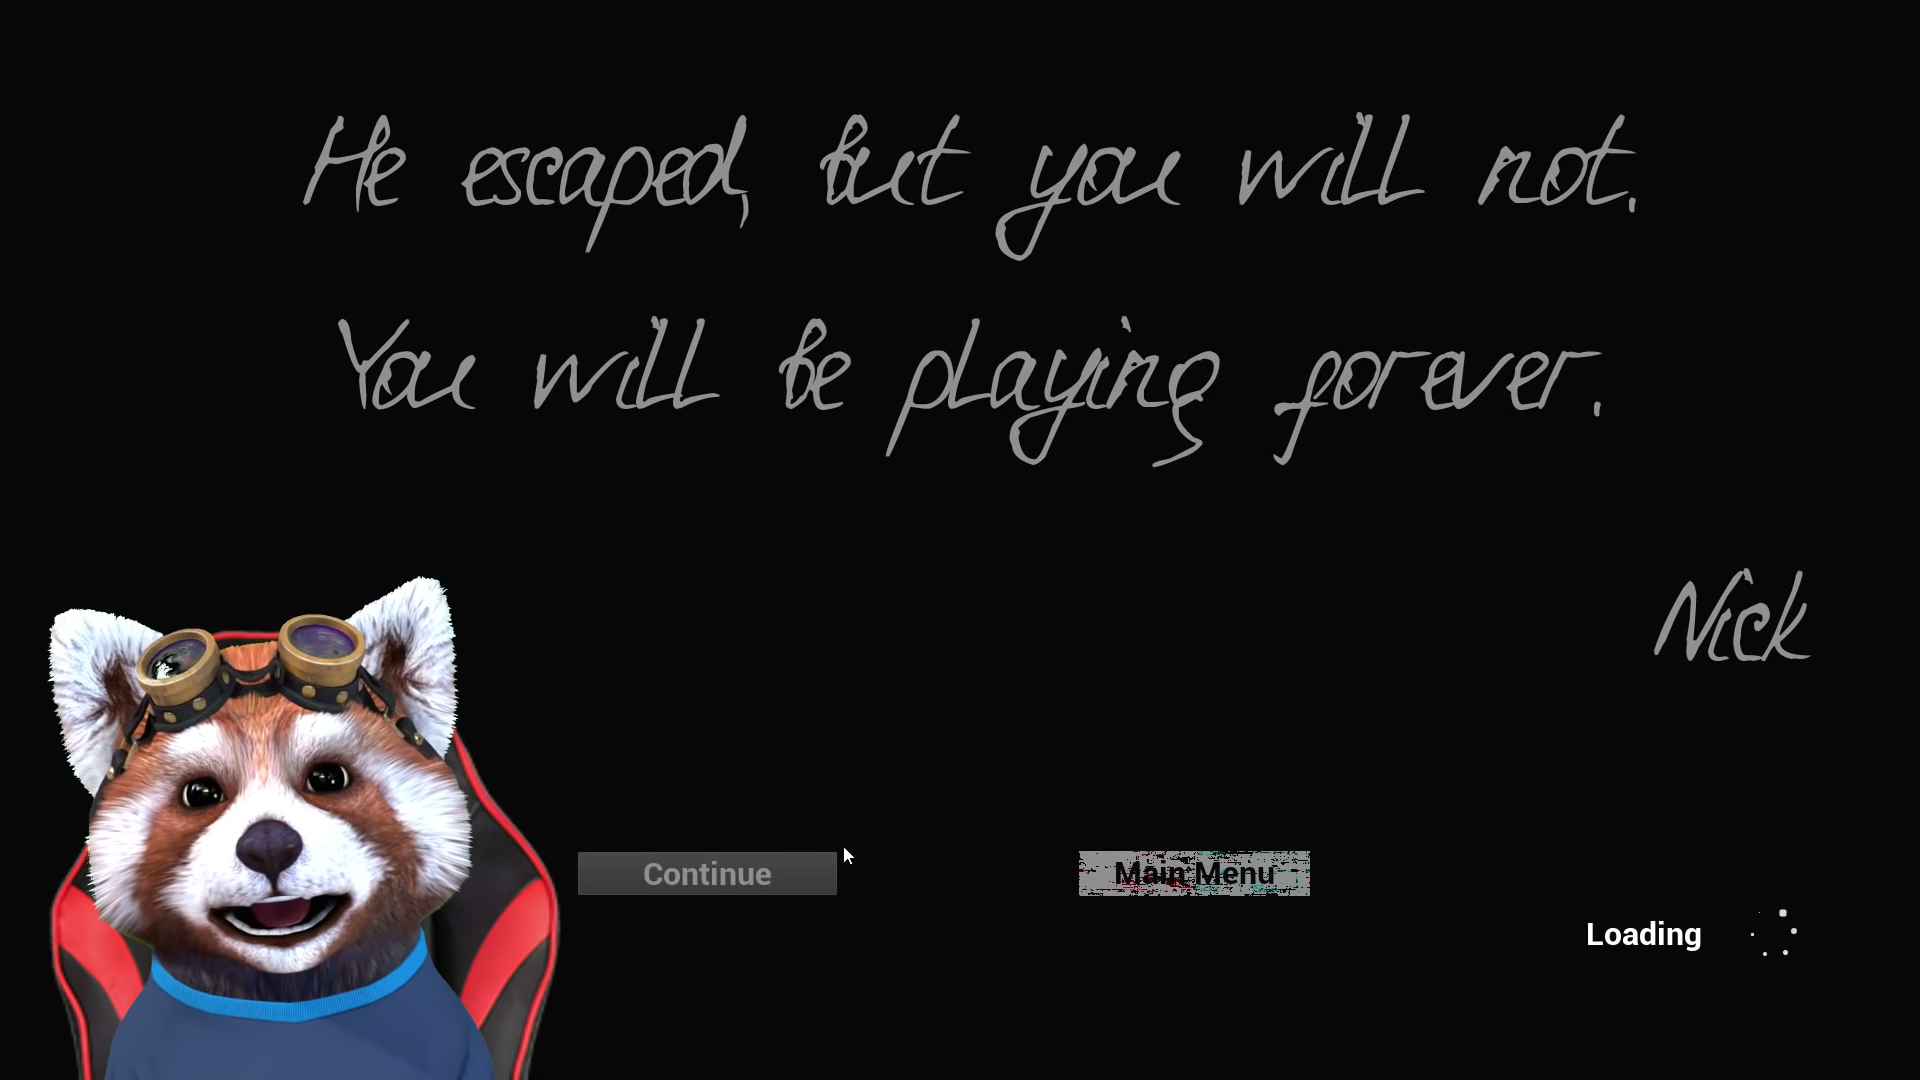 He escaped, but you will not.
You will be playing forever.
Nick
Continue
Main Menu
Loading